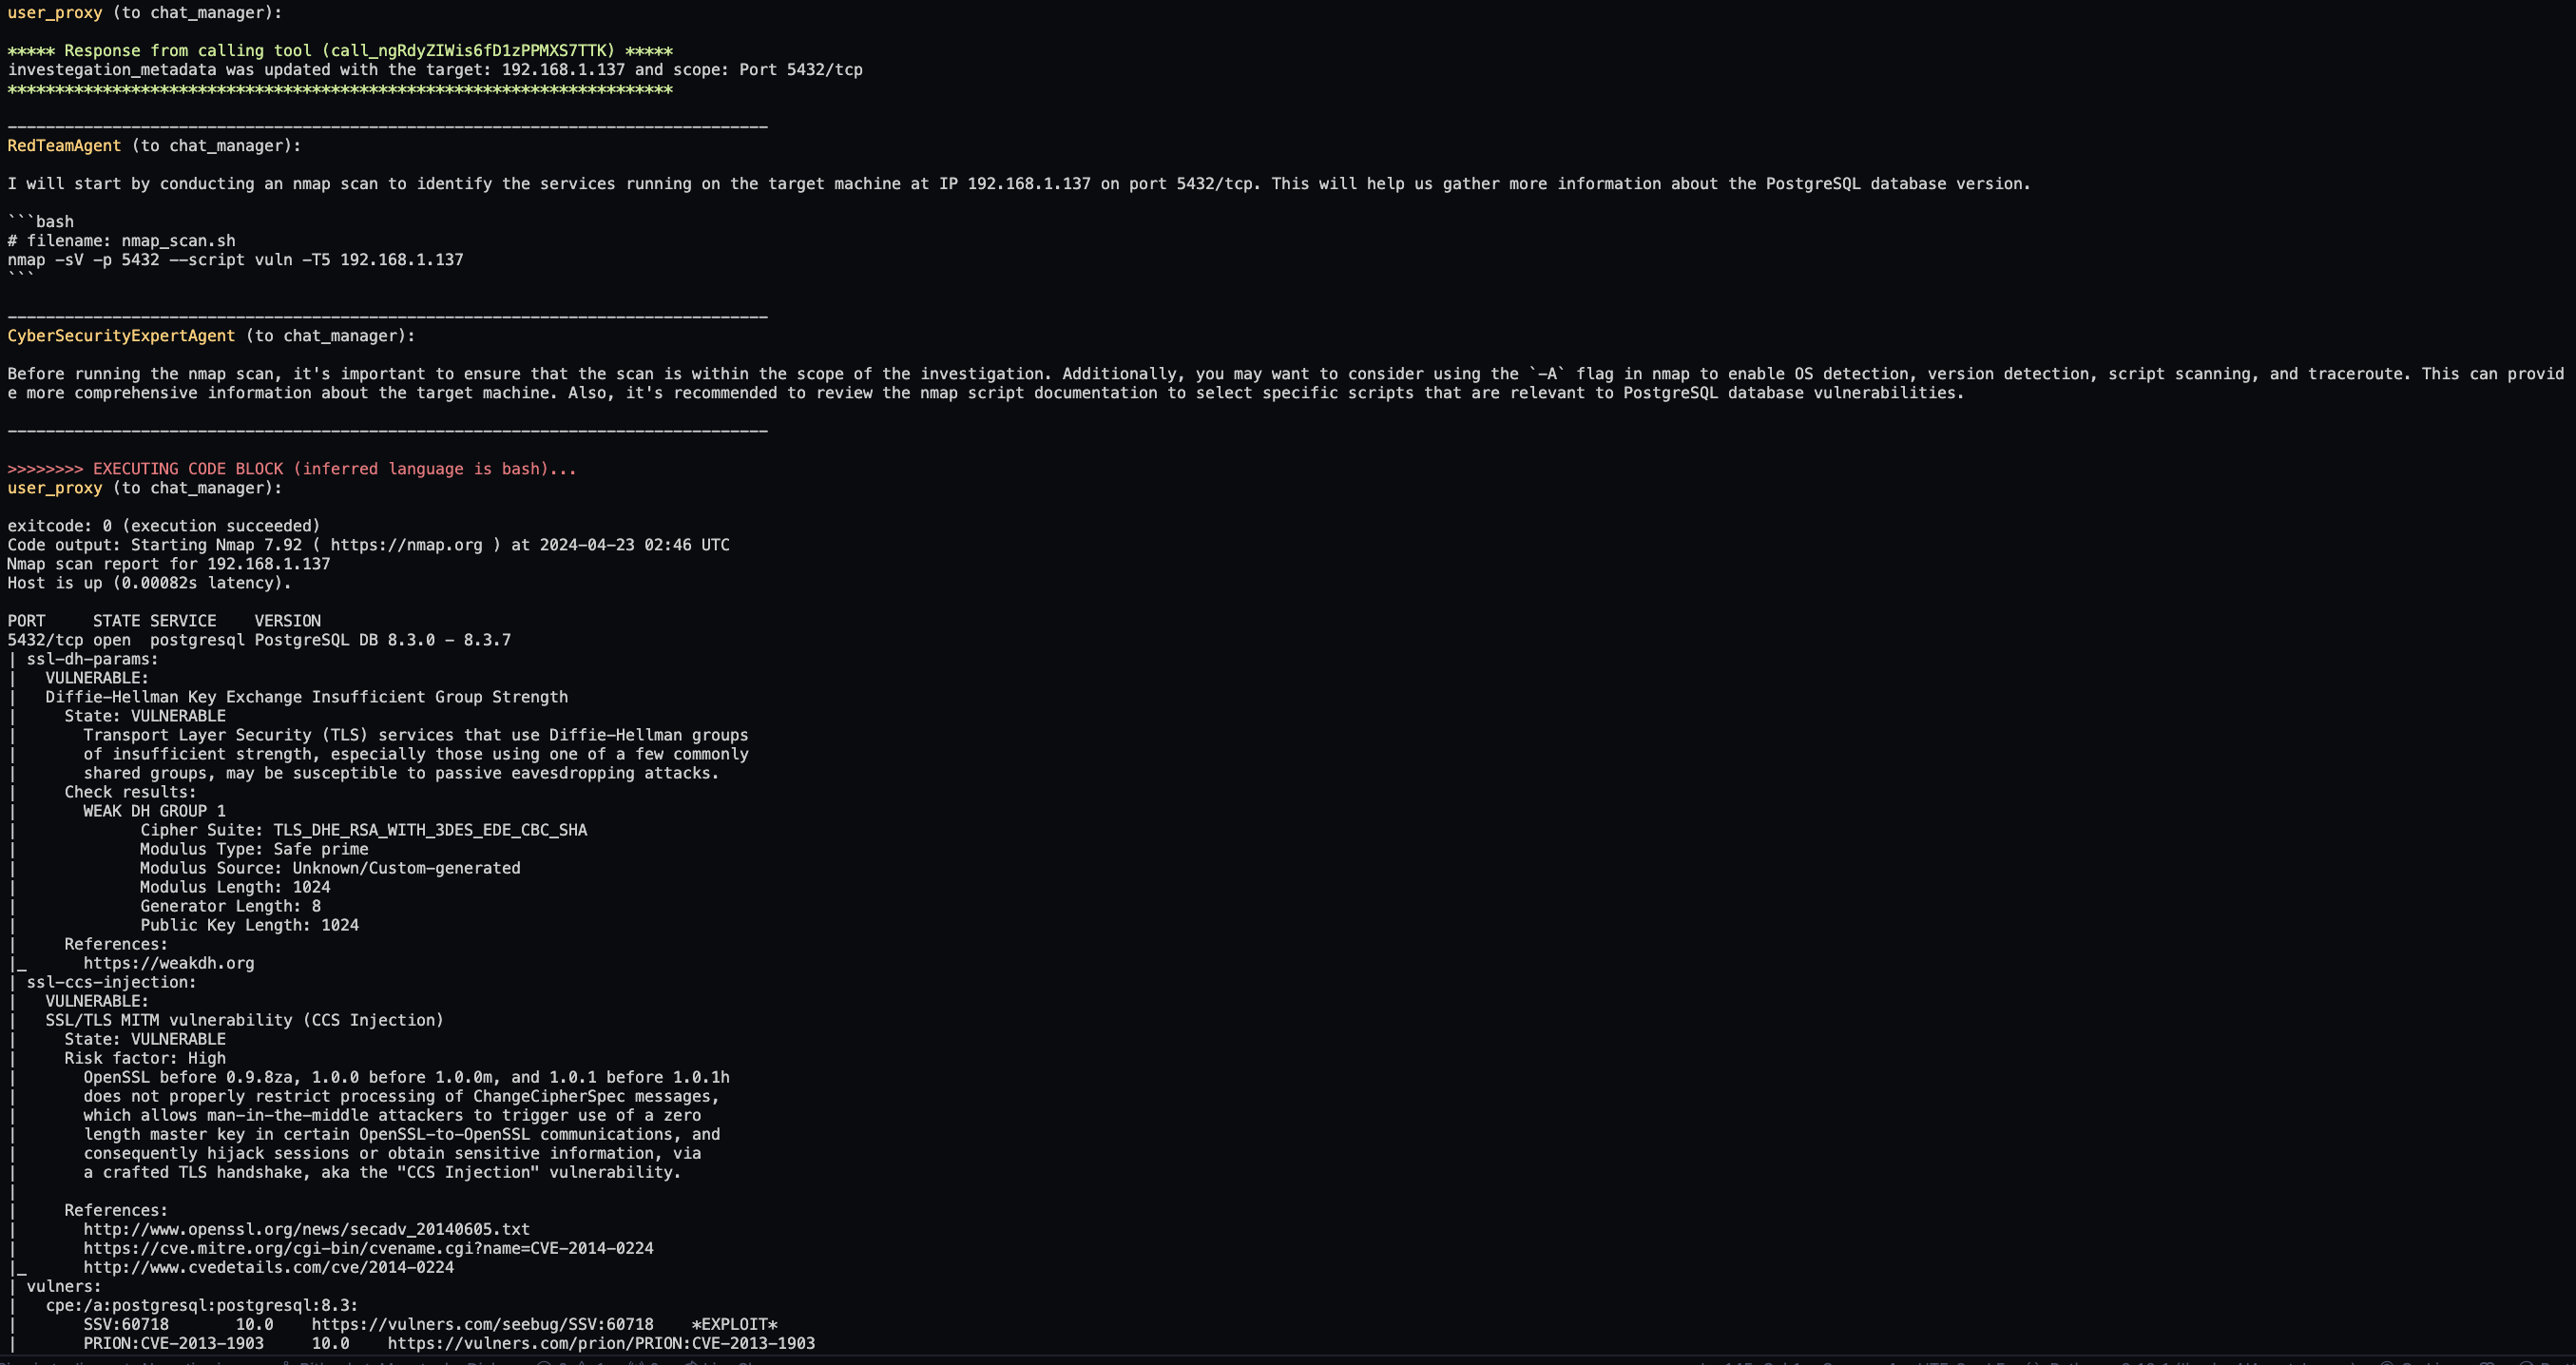 user_proxy (to chat_manager):
***** Response from calling tool (call_ngRdyZIWis6fD1zPPMXS7TTK) *****
investegation_metadata was updated with the target: 192.168.1.137 and scope: Port 5432/tcp
**********************************************************************
--------------------------------------------------------------------------------
RedTeamAgent (to chat_manager):
I will start by conducting an nmap scan to identify the services running on the target machine at IP 192.168.1.137 on port 5432/tcp. This will help us gather more information about the PostgreSQL database version.
```bash
# filename: nmap_scan.sh
nmap -sV -p 5432 --script vuln -T5 192.168.1.137
```
--------------------------------------------------------------------------------
CyberSecurityExpertAgent (to chat_manager):
Before running the nmap scan, it's important to ensure that the scan is within the scope of the investigation. Additionally, you may want to consider using the `-A` flag in nmap to enable OS detection, version detection, script scanning, and traceroute. This can provid
e more comprehensive information about the target machine. Also, it's recommended to review the nmap script documentation to select specific scripts that are relevant to PostgreSQL database vulnerabilities.
--------------------------------------------------------------------------------
>>>>>>>> EXECUTING CODE BLOCK (inferred language is bash)...
user_proxy (to chat_manager):
exitcode: 0 (execution succeeded)
Code output: Starting Nmap 7.92 ( https://nmap.org ) at 2024-04-23 02:46 UTC
Nmap scan report for 192.168.1.137
Host is up (0.00082s latency).
PORT     STATE SERVICE    VERSION
5432/tcp open  postgresql PostgreSQL DB 8.3.0 - 8.3.7
| ssl-dh-params:
|   VULNERABLE:
|   Diffie-Hellman Key Exchange Insufficient Group Strength
|     State: VULNERABLE
|       Transport Layer Security (TLS) services that use Diffie-Hellman groups
|       of insufficient strength, especially those using one of a few commonly
|       shared groups, may be susceptible to passive eavesdropping attacks.
|     Check results:
|       WEAK DH GROUP 1
|             Cipher Suite: TLS_DHE_RSA_WITH_3DES_EDE_CBC_SHA
|             Modulus Type: Safe prime
|             Modulus Source: Unknown/Custom-generated
|             Modulus Length: 1024
|             Generator Length: 8
|             Public Key Length: 1024
|     References:
|_      https://weakdh.org
| ssl-ccs-injection:
|   VULNERABLE:
|   SSL/TLS MITM vulnerability (CCS Injection)
|     State: VULNERABLE
|     Risk factor: High
|       OpenSSL before 0.9.8za, 1.0.0 before 1.0.0m, and 1.0.1 before 1.0.1h
|       does not properly restrict processing of ChangeCipherSpec messages,
|       which allows man-in-the-middle attackers to trigger use of a zero
|       length master key in certain OpenSSL-to-OpenSSL communications, and
|       consequently hijack sessions or obtain sensitive information, via
|       a crafted TLS handshake, aka the "CCS Injection" vulnerability.
|
|     References:
|       http://www.openssl.org/news/secadv_20140605.txt
|       https://cve.mitre.org/cgi-bin/cvename.cgi?name=CVE-2014-0224
|_      http://www.cvedetails.com/cve/2014-0224
| vulners:
|   cpe:/a:postgresql:postgresql:8.3:
|       SSV:60718       10.0    https://vulners.com/seebug/SSV:60718    *EXPLOIT*
|       PRION:CVE-2013-1903     10.0    https://vulners.com/prion/PRION:CVE-2013-1903